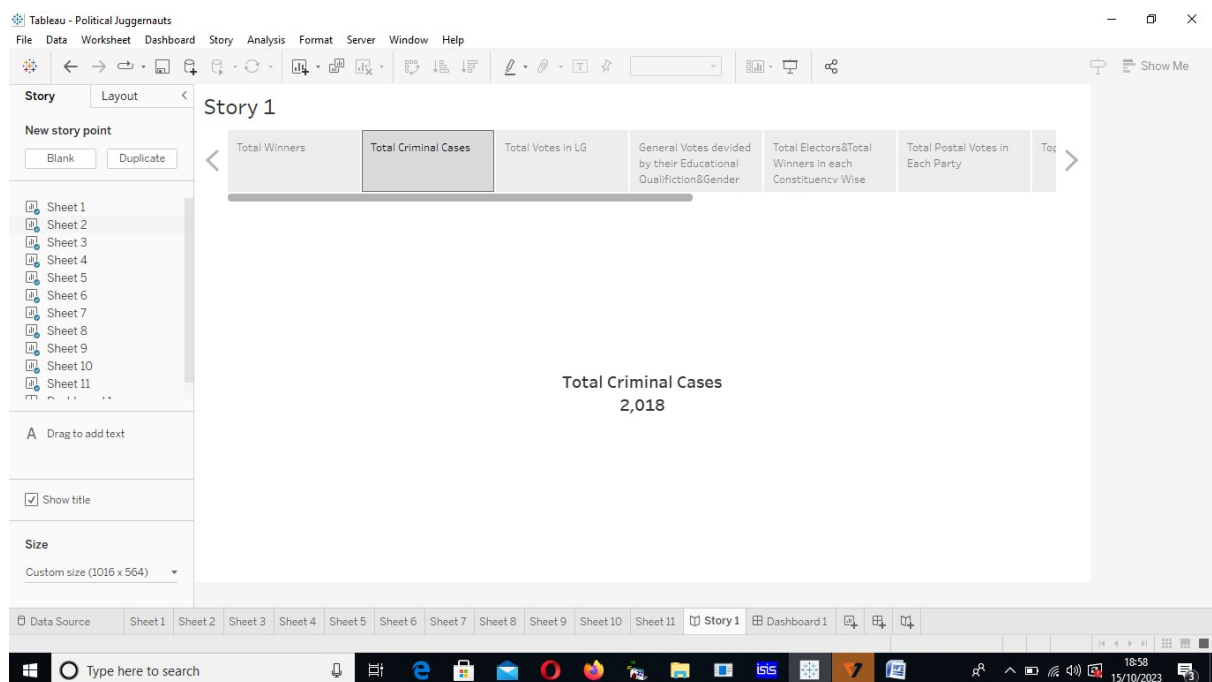 Tableau - Political Juggernauts
File Data Worksheet Dashboard Story Analysis Format Server Window Help
Show Me
Story Layout
Story 1
New story point
Blank Duplicate
Total Winners
Total Criminal Cases
Total Votes in LG
General Votes devided
by their Educational
Qualifiction&Gender
Total Electors&Total
Winners in each
Constituency Wise
Total Postal Votes in
Each Party
Top
Sheet 1
Sheet 2
Sheet 3
Sheet 4
Sheet 5
Sheet 6
Sheet 7
Sheet 8
Sheet 9
Sheet 10
Sheet 11
Total Criminal Cases
2,018
A Drag to add text
Show title
Size
Custom size (1016 x 564)
Data Source Sheet 1 Sheet 2 Sheet 3 Sheet 4 Sheet 5 Sheet 6 Sheet 7 Sheet 8 Sheet 9 Sheet 10 Sheet 11 Story 1 Dashboard 1
Type here to search
isis
18:58
15/10/2023
3